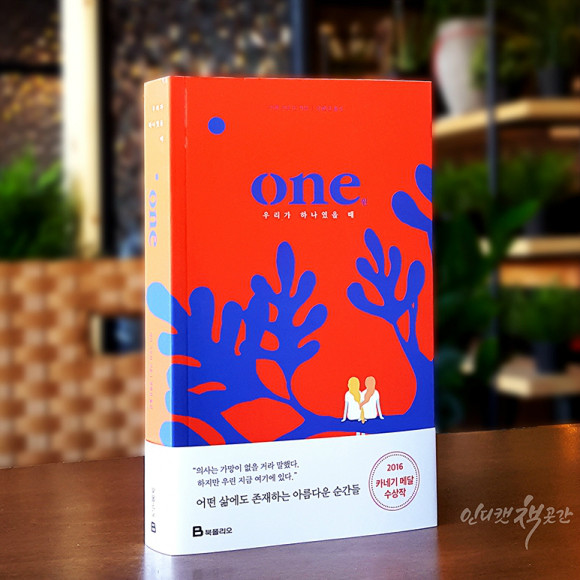 one
우리가 하나였을 때
one
"의사는 가망이 없을 거라 말했다.
하지만 우린 지금 여기에 있다."
어떤 삶에도 존재하는 아름다운 순간들
2016
카네기 메달
수상작
B 북폴리오
인디캣책곳간